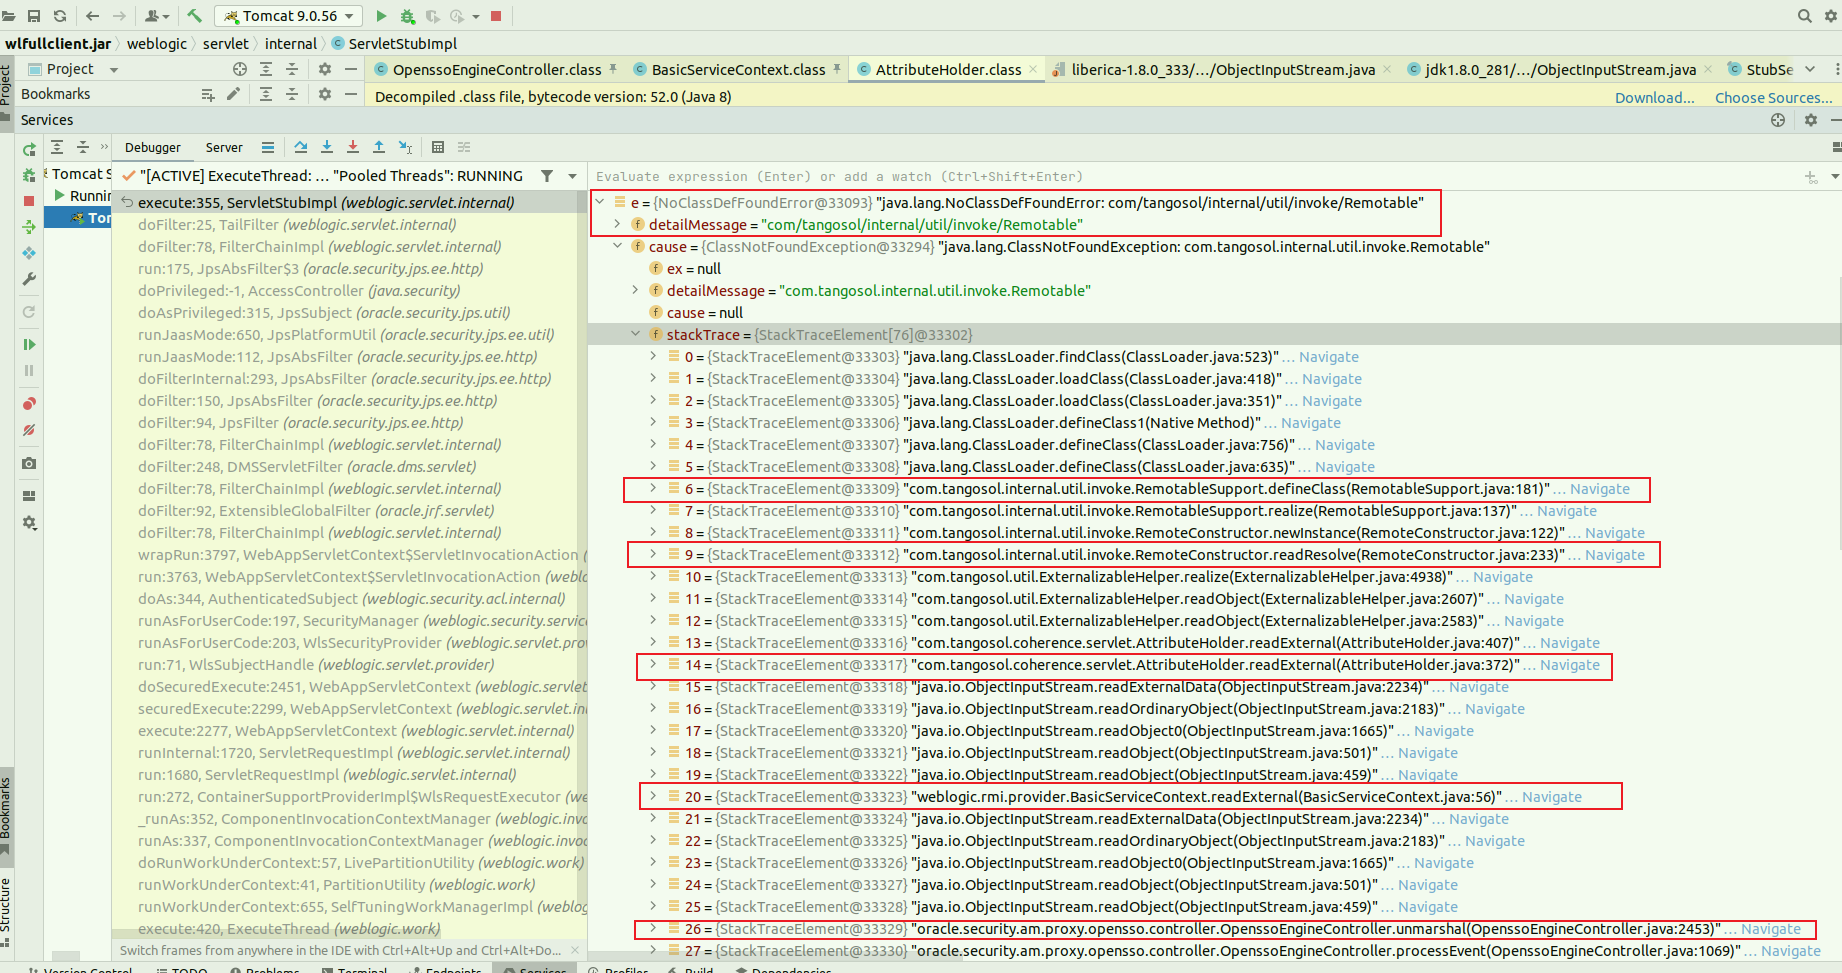 Tomcat 9.0.56
wlfullclient.jar weblogic servlet internal ServletStubImpl
Project
OpenssoEngineController.class BasicServiceContext.class AttributeHolder.class liberica-1.8.0_333/.../ObjectInputStream.java jdk1.8.0_281/.../ObjectInputStream.java StubSe
Project
Bookmarks
Decompiled .class file, bytecode version: 52.0 (Java 8)
Download... Choose Sources...
Services
Debugger Server
Tomcat S
Runnin
Tor
"[ACTIVE] ExecuteThread: ... "Pooled Threads": RUNNING
execute:355, ServletStubImpl (weblogic.servlet.internal)
doFilter:25, TailFilter (weblogic.servlet.internal)
doFilter:78, FilterChainImpl (weblogic.servlet.internal)
run:175, JpsAbsFilter$3 (oracle.security.jps.ee.http)
doPrivileged:-1, AccessController (java.security)
doAsPrivileged:315, JpsSubject (oracle.security.jps.util)
runJaasMode:650, JpsPlatformUtil (oracle.security.jps.ee.util)
runJaasMode:112, JpsAbsFilter (oracle.security.jps.ee.http)
doFilterInternal:293, JpsAbsFilter (oracle.security.jps.ee.http)
doFilter:150, JpsAbsFilter (oracle.security.jps.ee.http)
doFilter:94, JpsFilter (oracle.security.jps.ee.http)
doFilter:78, FilterChainImpl (weblogic.servlet.internal)
doFilter:248, DMSServletFilter (oracle.dms.servlet)
doFilter:78, FilterChainImpl (weblogic.servlet.internal)
doFilter:92, ExtensibleGlobalFilter (oracle.jrf.servlet)
doFilter:78, FilterChainImpl (weblogic.servlet.internal)
wrapRun:3797, WebAppServletContext$ServletInvocationAction (
run:3763, WebAppServletContext$ServletInvocationAction (weblo
doAs:344, AuthenticatedSubject (weblogic.security.acl.internal)
runAsForUserCode:197, SecurityManager (weblogic.security.service
runAsForUserCode:203, WlsSecurityProvider (weblogic.servlet.prov
run:71, WlsSubjectHandle (weblogic.servlet.provider)
doSecuredExecute:2451, WebAppServletContext (weblogic.servlet
securedExecute:2299, WebAppServletContext (weblogic.servlet.in
execute:2277, WebAppServletContext (weblogic.servlet.internal)
runInternal:1720, ServletRequestImpl (weblogic.servlet.internal)
run:1680, ServletRequestImpl (weblogic.servlet.internal)
run:272, ContainerSupportProviderImpl$WlsRequestExecutor (we
_runAs:352, ComponentInvocationContextManager (weblogic.invo
runAs:337, ComponentInvocationContextManager (weblogic.invoc
doRunWorkUnderContext:57, LivePartitionUtility (weblogic.work)
runWorkUnderContext:41, PartitionUtility (weblogic.work)
runWorkUnderContext:655, SelfTuningWorkManagerImpl (weblog
execute:420, ExecuteThread (weblogic.work)
Switch frames from anywhere in the IDE with Ctrl+Alt+Up and Ctrl+Alt+Do...
Evaluate expression (Enter) or add a watch (Ctrl+Shift+Enter)
e = {NoClassDefFoundError@33093} "java.lang.NoClassDefFoundError: com/tangosol/internal/util/invoke/Remotable"
detailMessage = "com/tangosol/internal/util/invoke/Remotable"
cause = {ClassNotFoundException@33294} "java.lang.ClassNotFoundException: com.tangosol.internal.util.invoke.Remotable"
ex = null
detailMessage = "com.tangosol.internal.util.invoke.Remotable"
cause = null
stackTrace = {StackTraceElement[76]@33302}
0 = {StackTraceElement@33303} "java.lang.ClassLoader.findClass(ClassLoader.java:523)" ... Navigate
1 = {StackTraceElement@33304} "java.lang.ClassLoader.loadClass(ClassLoader.java:418)" ... Navigate
2 = {StackTraceElement@33305} "java.lang.ClassLoader.loadClass(ClassLoader.java:351)" ... Navigate
3 = {StackTraceElement@33306} "java.lang.ClassLoader.defineClass1(Native Method)" ... Navigate
4 = {StackTraceElement@33307} "java.lang.ClassLoader.defineClass(ClassLoader.java:756)" ... Navigate
5 = {StackTraceElement@33308} "java.lang.ClassLoader.defineClass(ClassLoader.java:635)" ... Navigate
6 = {StackTraceElement@33309} "com.tangosol.internal.util.invoke.RemotableSupport.defineClass(RemotableSupport.java:181)" ... Navigate
7 = {StackTraceElement@33310} "com.tangosol.internal.util.invoke.RemotableSupport.realize(RemotableSupport.java:137)" ... Navigate
8 = {StackTraceElement@33311} "com.tangosol.internal.util.invoke.RemoteConstructor.newInstance(RemoteConstructor.java:122)" ... Navigate
9 = {StackTraceElement@33312} "com.tangosol.internal.util.invoke.RemoteConstructor.readResolve(RemoteConstructor.java:233)" ... Navigate
10 = {StackTraceElement@33313} "com.tangosol.util.ExternalizableHelper.realize(ExternalizableHelper.java:4938)" ... Navigate
11 = {StackTraceElement@33314} "com.tangosol.util.ExternalizableHelper.readObject(ExternalizableHelper.java:2607)" ... Navigate
12 = {StackTraceElement@33315} "com.tangosol.util.ExternalizableHelper.readObject(ExternalizableHelper.java:2583)" ... Navigate
13 = {StackTraceElement@33316} "com.tangosol.coherence.servlet.AttributeHolder.readExternal(AttributeHolder.java:407)" ... Navigate
14 = {StackTraceElement@33317} "com.tangosol.coherence.servlet.AttributeHolder.readExternal(AttributeHolder.java:372)" ... Navigate
15 = {StackTraceElement@33318} "java.io.ObjectInputStream.readExternalData(ObjectInputStream.java:2234)" ... Navigate
16 = {StackTraceElement@33319} "java.io.ObjectInputStream.readOrdinaryObject(ObjectInputStream.java:2183)" ... Navigate
17 = {StackTraceElement@33320} "java.io.ObjectInputStream.readObject0(ObjectInputStream.java:1665)" ... Navigate
18 = {StackTraceElement@33321} "java.io.ObjectInputStream.readObject(ObjectInputStream.java:501)" ... Navigate
19 = {StackTraceElement@33322} "java.io.ObjectInputStream.readObject(ObjectInputStream.java:459)" ... Navigate
20 = {StackTraceElement@33323} "weblogic.rmi.provider.BasicServiceContext.readExternal(BasicServiceContext.java:56)" ... Navigate
21 = {StackTraceElement@33324} "java.io.ObjectInputStream.readExternalData(ObjectInputStream.java:2234)" ... Navigate
22 = {StackTraceElement@33325} "java.io.ObjectInputStream.readOrdinaryObject(ObjectInputStream.java:2183)" ... Navigate
23 = {StackTraceElement@33326} "java.io.ObjectInputStream.readObject0(ObjectInputStream.java:1665)" ... Navigate
24 = {StackTraceElement@33327} "java.io.ObjectInputStream.readObject(ObjectInputStream.java:501)" ... Navigate
25 = {StackTraceElement@33328} "java.io.ObjectInputStream.readObject(ObjectInputStream.java:459)" ... Navigate
26 = {StackTraceElement@33329} "oracle.security.am.proxy.opensso.controller.OpenssoEngineController.unmarshal(OpenssoEngineController.java:2453)" ... Navigate
27 = {StackTraceElement@33330} "oracle.security.am.proxy.opensso.controller.OpenssoEngineController.processEvent(OpenssoEngineController.java:1069)" ... Navigate
Bookmarks
Structure
Version Control TODO Problems Terminal Endpoints Services Profiler Build Dependencies